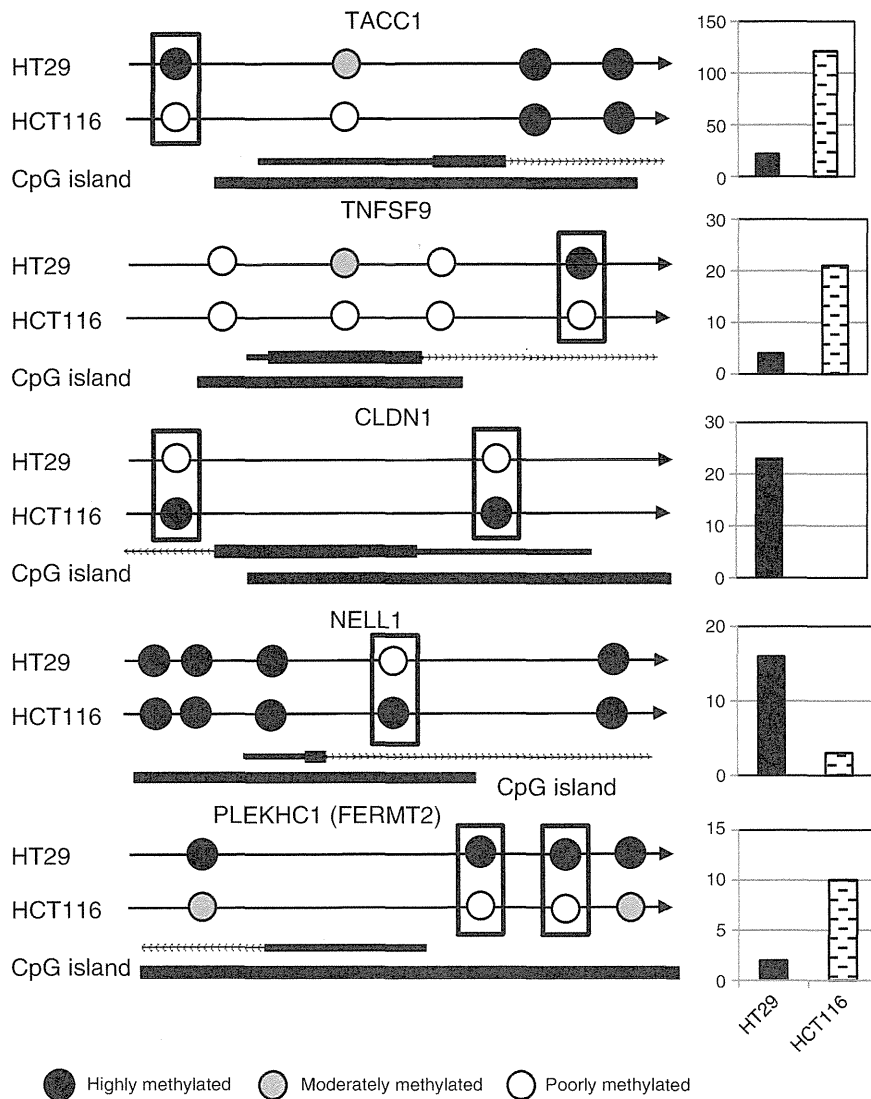 TACC1
HT29
HCT116
CpG island
150
100
50
0
TNFSF9
HT29
HCT116
CpG island
30
20
10
0
CLDN1
HT29
HCT116
CpG island
30
20
10
0
NELL1
HT29
HCT116
CpG island
20
10
0
PLEKHC1 (FERMT2)
HT29
HCT116
CpG island
15
10
5
0
HT29
HCT116
Highly methylated
Moderately methylated
Poorly methylated